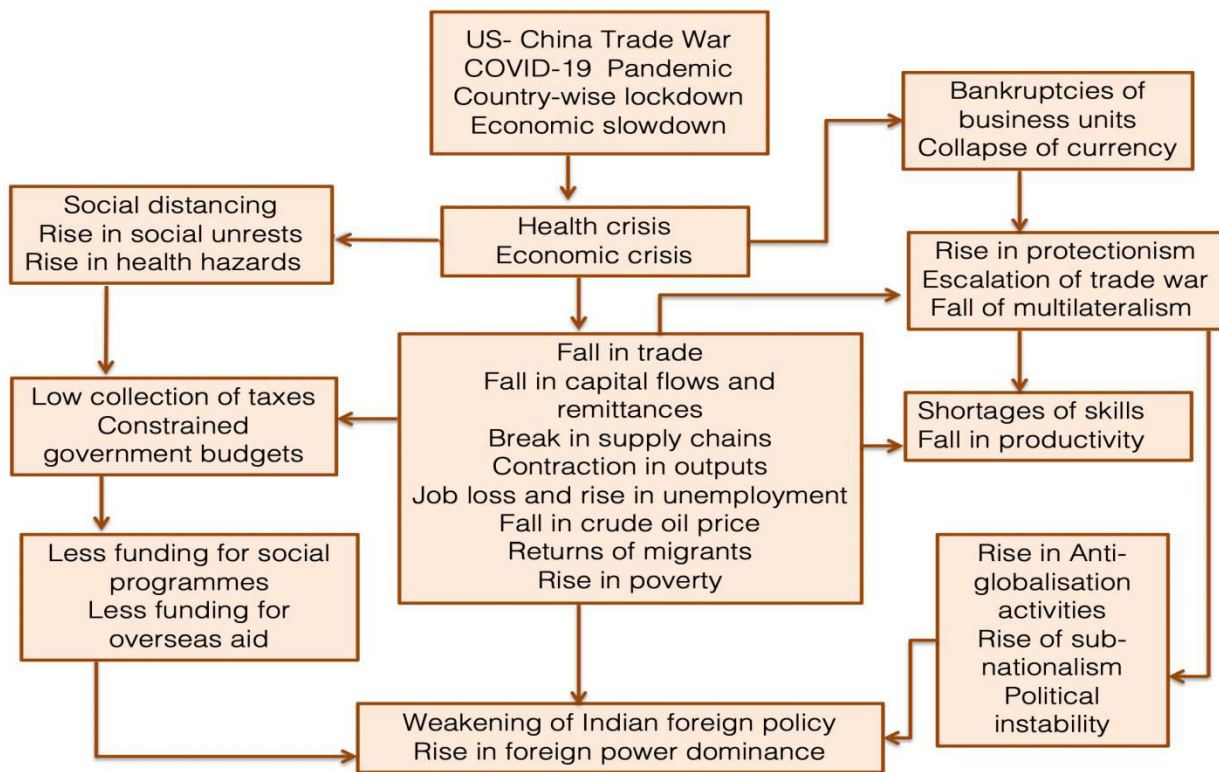 US- China Trade War
COVID-19 Pandemic
Country-wise lockdown
Economic slowdown
Bankruptcies of
business units
Collapse of currency
Social distancing
Rise in social unrests
Rise in health hazards
Health crisis
Economic crisis
Rise in protectionism
Escalation of trade war
Fall of multilateralism
Fall in trade
Fall in capital flows and
remittances
Break in supply chains
Contraction in outputs
Job loss and rise in unemployment
Fall in crude oil price
Returns of migrants
Rise in poverty
Low collection of taxes
Constrained
government budgets
Shortages of skills
Fall in productivity
Less funding for social
programmes
Less funding for
overseas aid
Rise in Anti-
globalisation
activities
Rise of sub-
nationalism
Political
instability
Weakening of Indian foreign policy
Rise in foreign power dominance